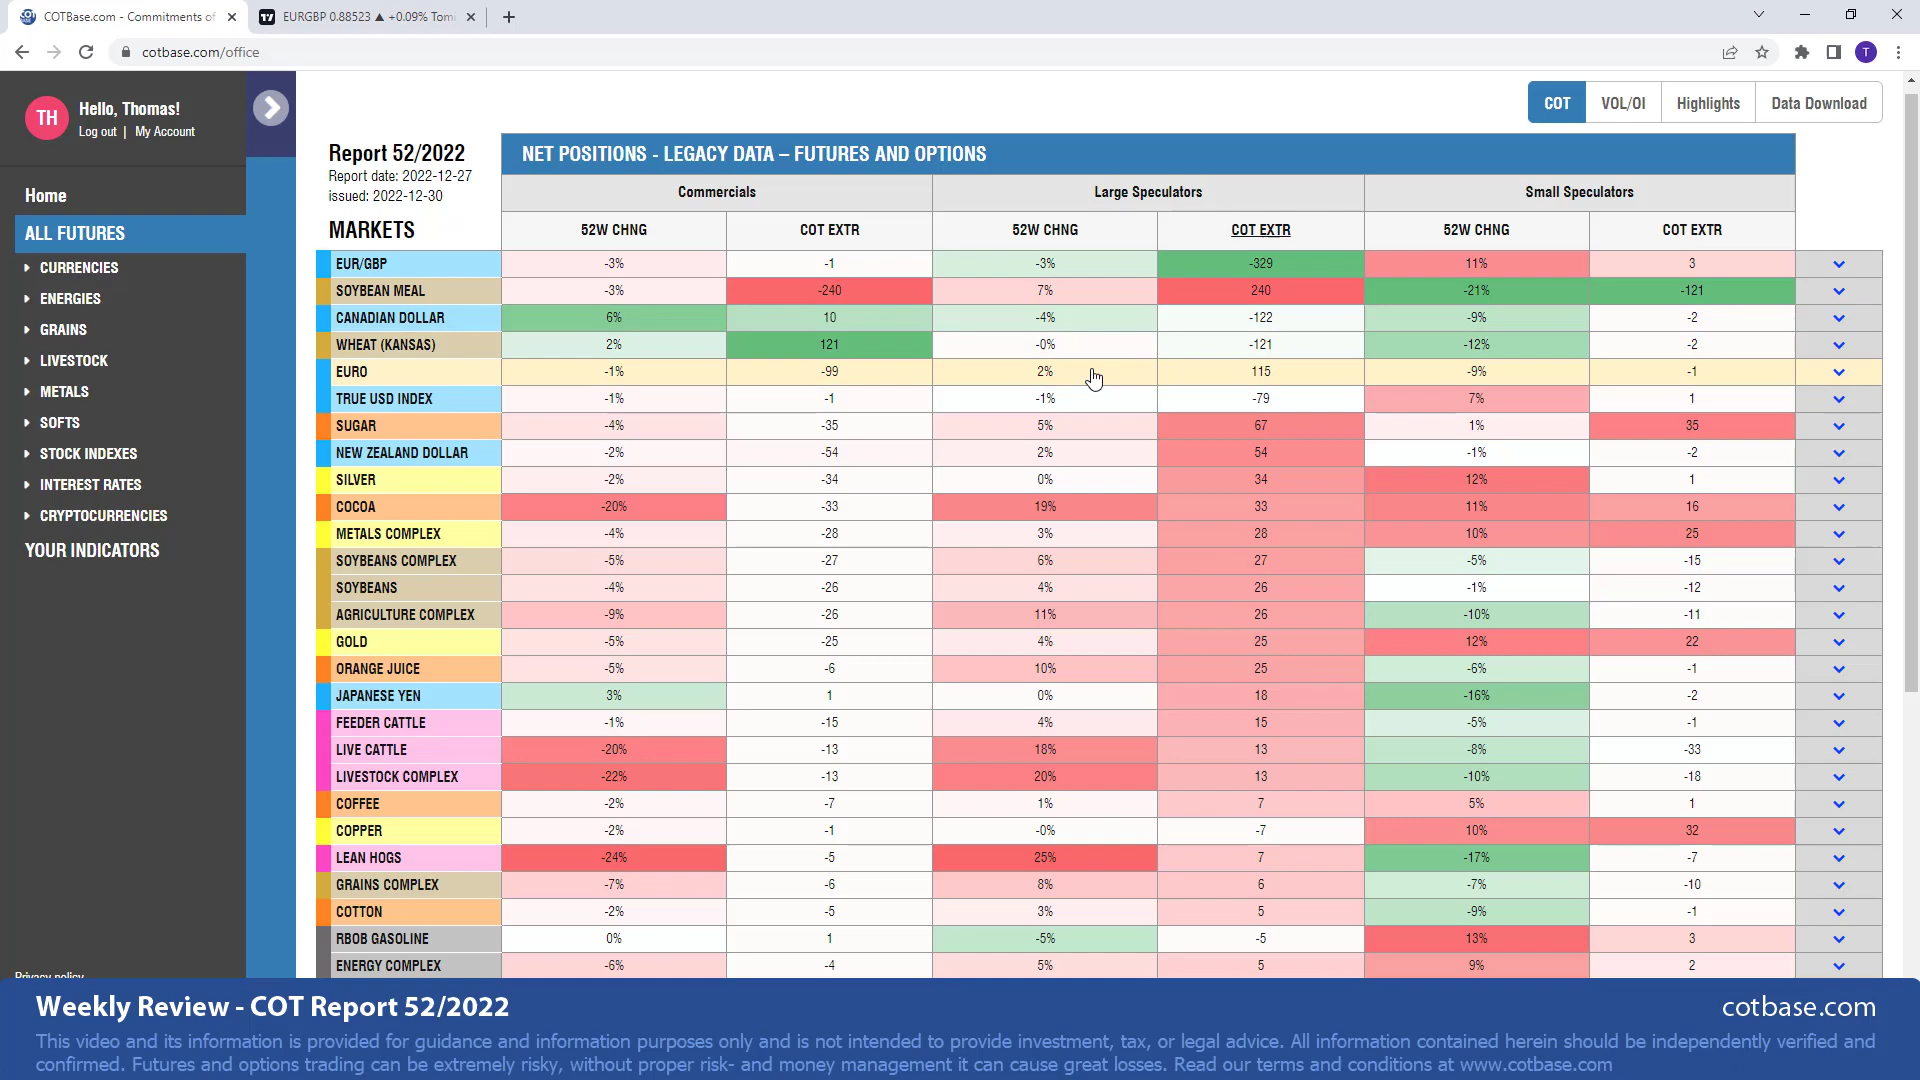 COTBase.com - Commitments of
EURGBP 0.88523 ▲ +0.09% Tom
cotbase.com/office
T
TH
Hello, Thomas!
Log out | My Account
Home
ALL FUTURES
CURRENCIES
ENERGIES
GRAINS
LIVESTOCK
METALS
SOFTS
STOCK INDEXES
INTEREST RATES
CRYPTOCURRENCIES
YOUR INDICATORS
Privacy policy
COT VOL/OI Highlights Data Download
Report 52/2022
Report date: 2022-12-27
issued: 2022-12-30
NET POSITIONS - LEGACY DATA – FUTURES AND OPTIONS
Commercials Large Speculators Small Speculators
MARKETS 52W CHNG COT EXTR 52W CHNG COT EXTR 52W CHNG COT EXTR
EUR/GBP -3% -1 -3% -329 11% 3
SOYBEAN MEAL -3% -240 7% 240 -21% -121
CANADIAN DOLLAR 6% 10 -4% -122 -9% -2
WHEAT (KANSAS) 2% 121 -0% -121 -12% -2
EURO -1% -99 2% 115 -9% -1
TRUE USD INDEX -1% -1 -1% -79 7% 1
SUGAR -4% -35 5% 67 1% 35
NEW ZEALAND DOLLAR -2% -54 2% 54 -1% -2
SILVER -2% -34 0% 34 12% 1
COCOA -20% -33 19% 33 11% 16
METALS COMPLEX -4% -28 3% 28 10% 25
SOYBEANS COMPLEX -5% -27 6% 27 -5% -15
SOYBEANS -4% -26 4% 26 -1% -12
AGRICULTURE COMPLEX -9% -26 11% 26 -10% -11
GOLD -5% -25 4% 25 12% 22
ORANGE JUICE -5% -6 10% 25 -6% -1
JAPANESE YEN 3% 1 0% 18 -16% -2
FEEDER CATTLE -1% -15 4% 15 -5% -1
LIVE CATTLE -20% -13 18% 13 -8% -33
LIVESTOCK COMPLEX -22% -13 20% 13 -10% -18
COFFEE -2% -7 1% 7 5% 1
COPPER -2% -1 -0% -7 10% 32
LEAN HOGS -24% -5 25% 7 -17% -7
GRAINS COMPLEX -7% -6 8% 6 -7% -10
COTTON -2% -5 3% 5 -9% -1
RBOB GASOLINE 0% 1 -5% -5 13% 3
ENERGY COMPLEX -6% -4 5% 5 9% 2
Weekly Review - COT Report 52/2022
cotbase.com
This video and its information is provided for guidance and information purposes only and is not intended to provide investment, tax, or legal advice. All information contained herein should be independently verified and
confirmed. Futures and options trading can be extremely risky, without proper risk- and money management it can cause great losses. Read our terms and conditions at www.cotbase.com